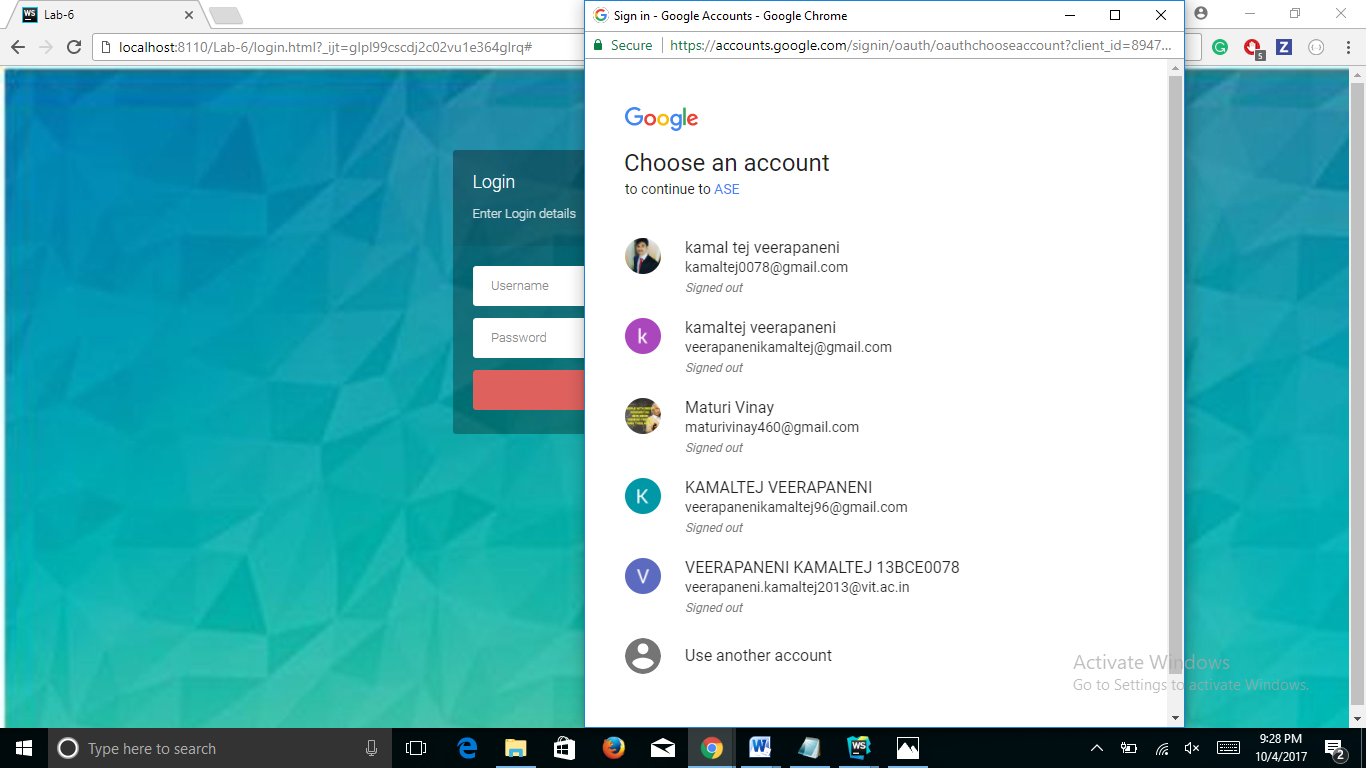 Lab-6
localhost:8110/Lab-6/login.html?_ijt=glpl99cscdj2c02vu1e364glrq#
Login
Enter Login details
Username
Password
Sign in - Google Accounts - Google Chrome
Secure
https://accounts.google.com/signin/oauth/oauthchooseaccount?client_id=8947...
Google
Choose an account
to continue to ASE
kamal tej veerapaneni
kamaltej0078@gmail.com
Signed out
k
kamaltej veerapaneni
veerapanenikamaltej@gmail.com
Signed out
Maturi Vinay
maturivinay460@gmail.com
Signed out
K
KAMALTEJ VEERAPANENI
veerapanenikamaltej96@gmail.com
Signed out
V
VEERAPANENI KAMALTEJ 13BCE0078
veerapaneni.kamaltej2013@vit.ac.in
Signed out
Use another account
Activate Windows
Go to Settings to activate Windows.
Type here to search
9:28 PM
10/4/2017
2